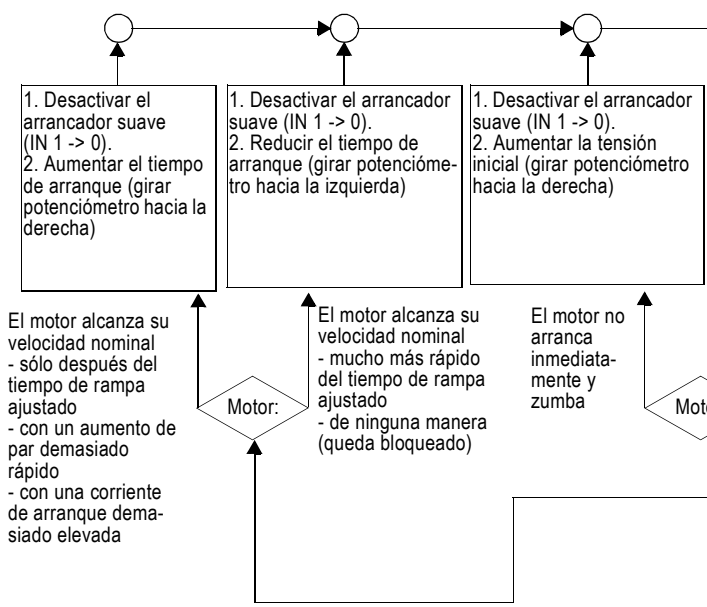 1. Desactivar el
arrancador suave
(IN 1 -> 0).
2. Aumentar el tiempo
de arranque (girar
potenciómetro hacia la
derecha)
1. Desactivar el arrancador
suave (IN 1 -> 0).
2. Reducir el tiempo de
arranque (girar potencióme-
tro hacia la izquierda)
1. Desactivar el arrancador
suave (IN 1 -> 0).
2. Aumentar la tensión
inicial (girar potenciómetro
hacia la derecha)
El motor alcanza su
velocidad nominal
- sólo después del
tiempo de rampa
ajustado
- con un aumento de
par demasiado
rápido
- con una corriente
de arranque dema-
siado elevada
Motor:
El motor alcanza su
velocidad nominal
- mucho más rápido
del tiempo de rampa
ajustado
- de ninguna manera
(queda bloqueado)
El motor no
arranca
inmediata-
mente y
zumba
Moto